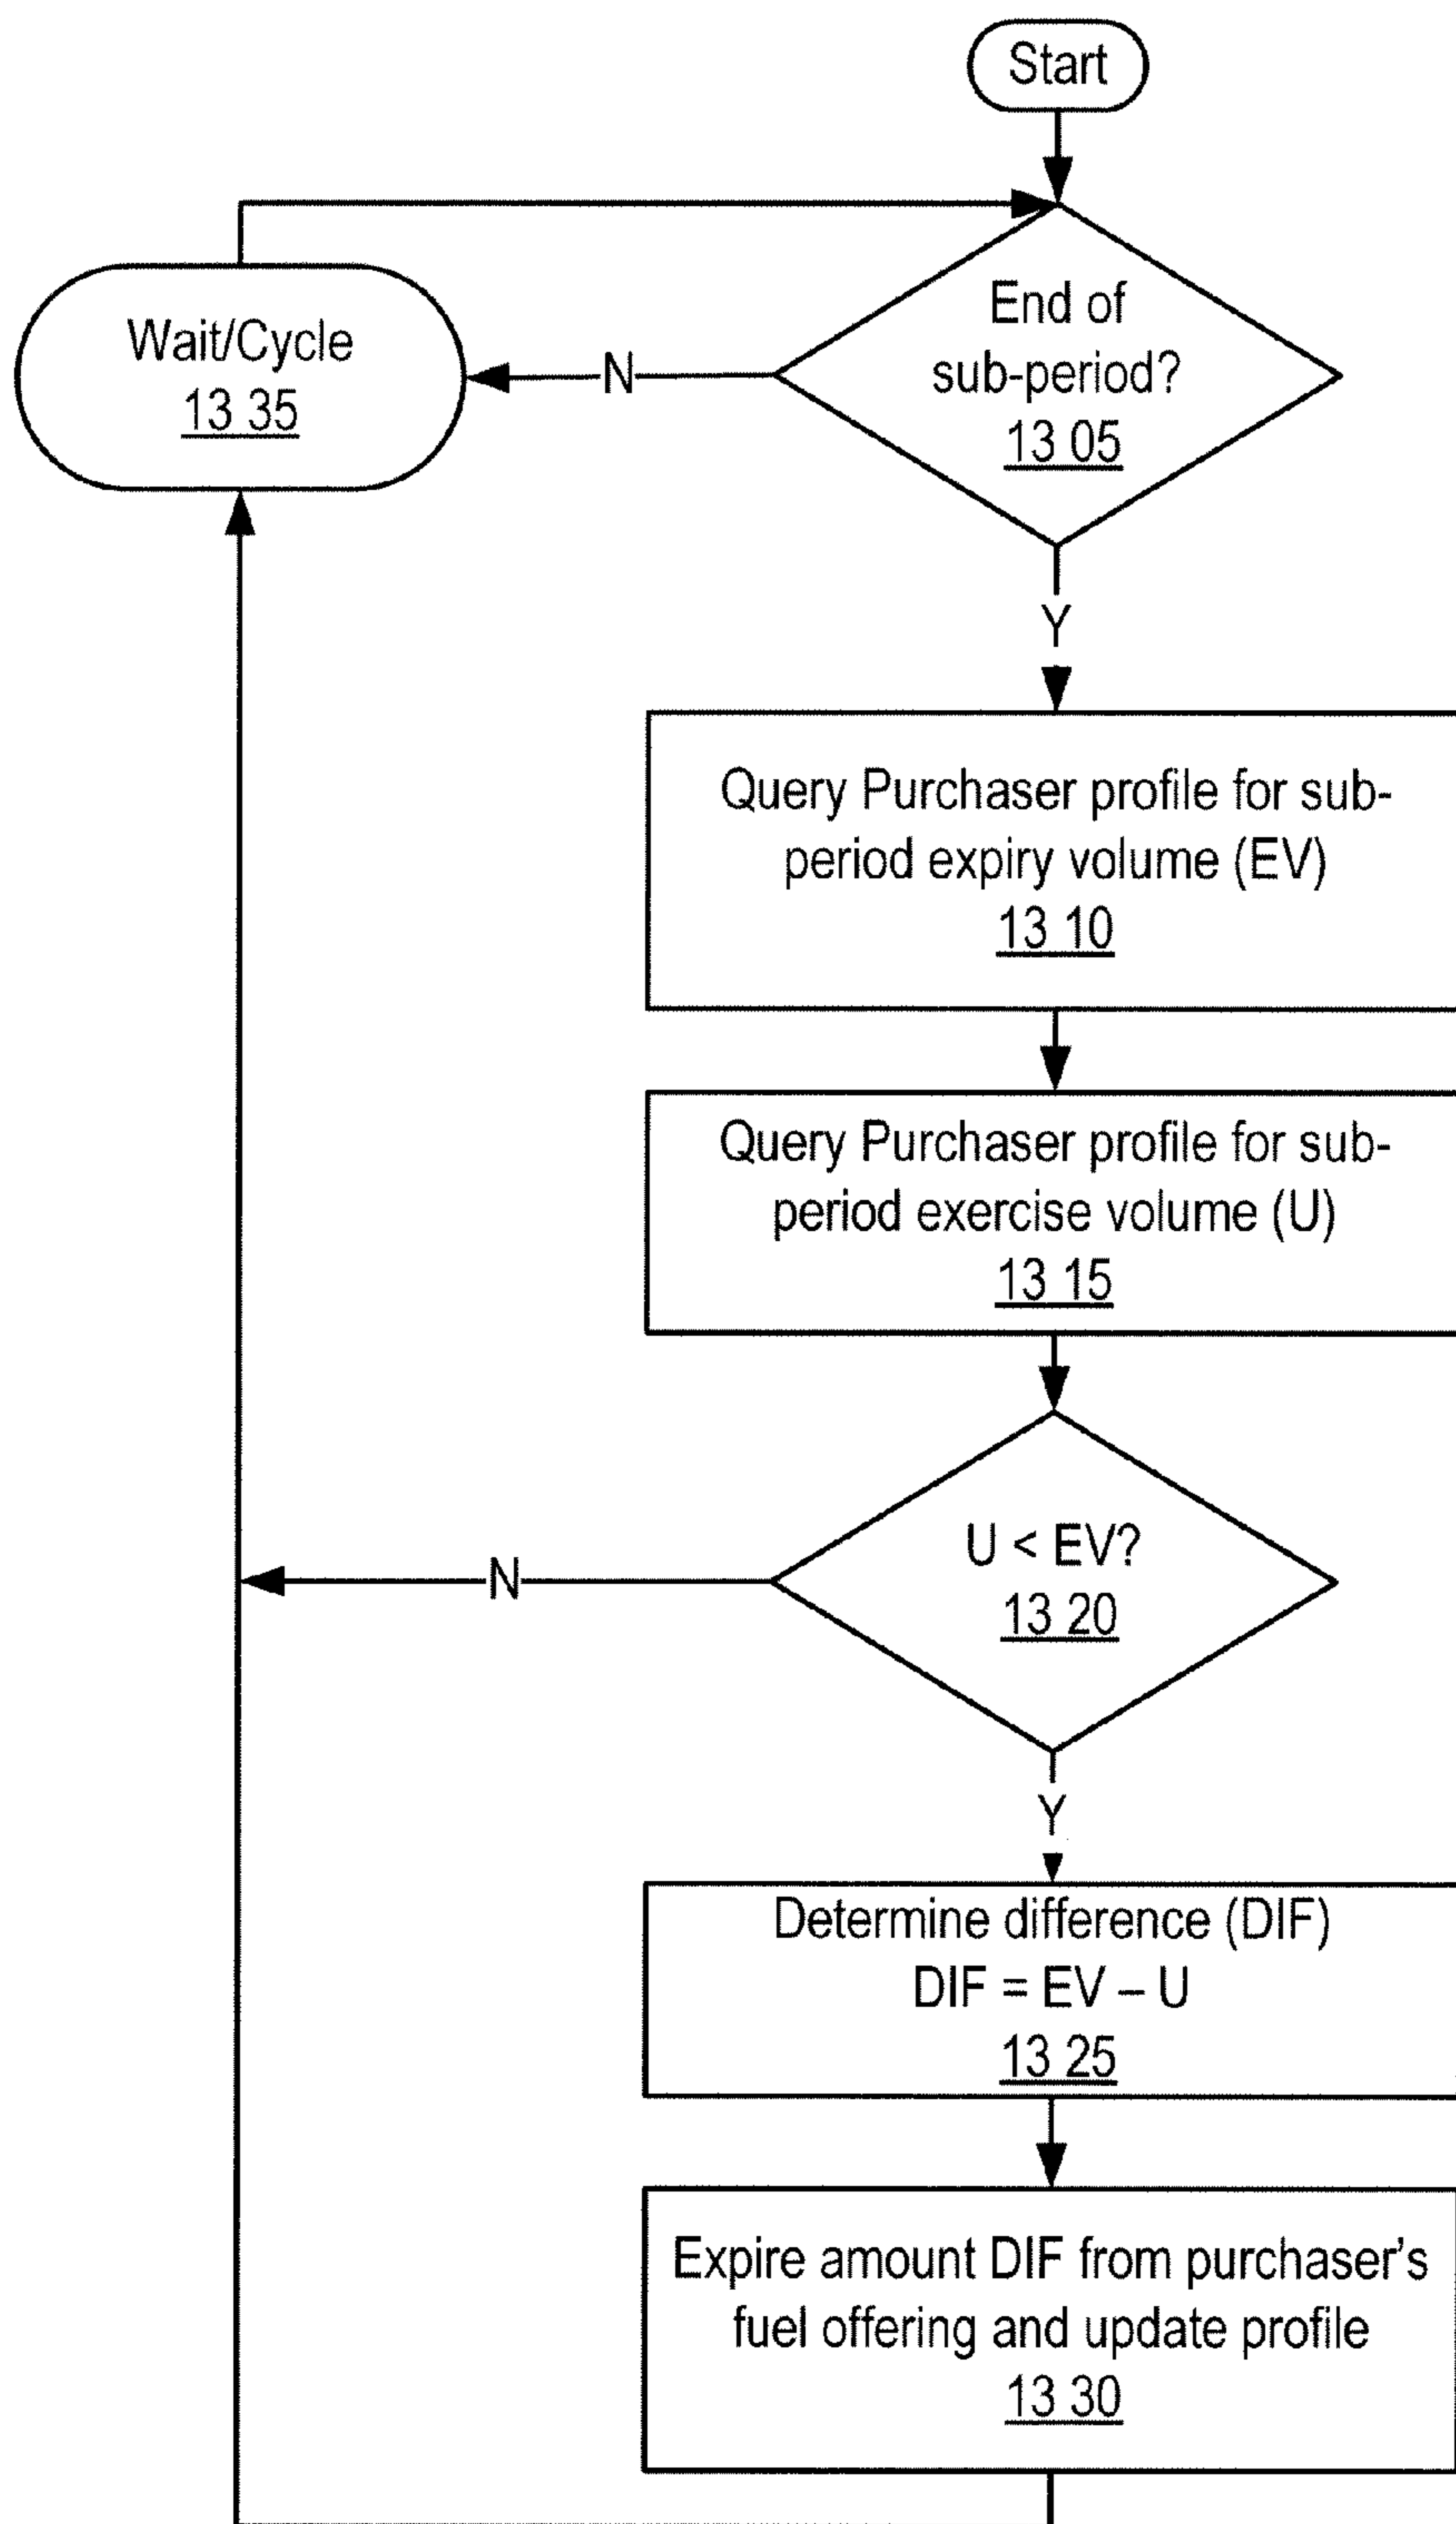 Start
End of
sub-period?
13 05
Wait/Cycle
13 35
N
Y
Query Purchaser profile for sub-
period expiry volume (EV)
13 10
Query Purchaser profile for sub-
period exercise volume (U)
13 15
U < EV?
13 20
N
Y
Determine difference (DIF)
DIF = EV – U
13 25
Expire amount DIF from purchaser’s
fuel offering and update profile
13 30